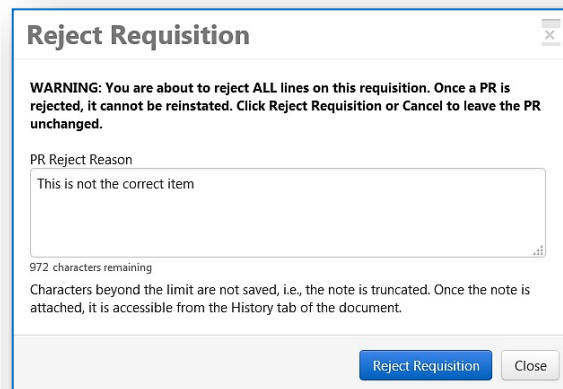 Reject Requisition
WARNING: You are about to reject ALL lines on this requisition. Once a PR is
rejected, it cannot be reinstated. Click Reject Requisition or Cancel to leave the PR
unchanged.
PR Reject Reason
This is not the correct item
972 characters remaining
Characters beyond the limit are not saved, i.e., the note is truncated. Once the note is
attached, it is accessible from the History tab of the document.
Reject Requisition Close